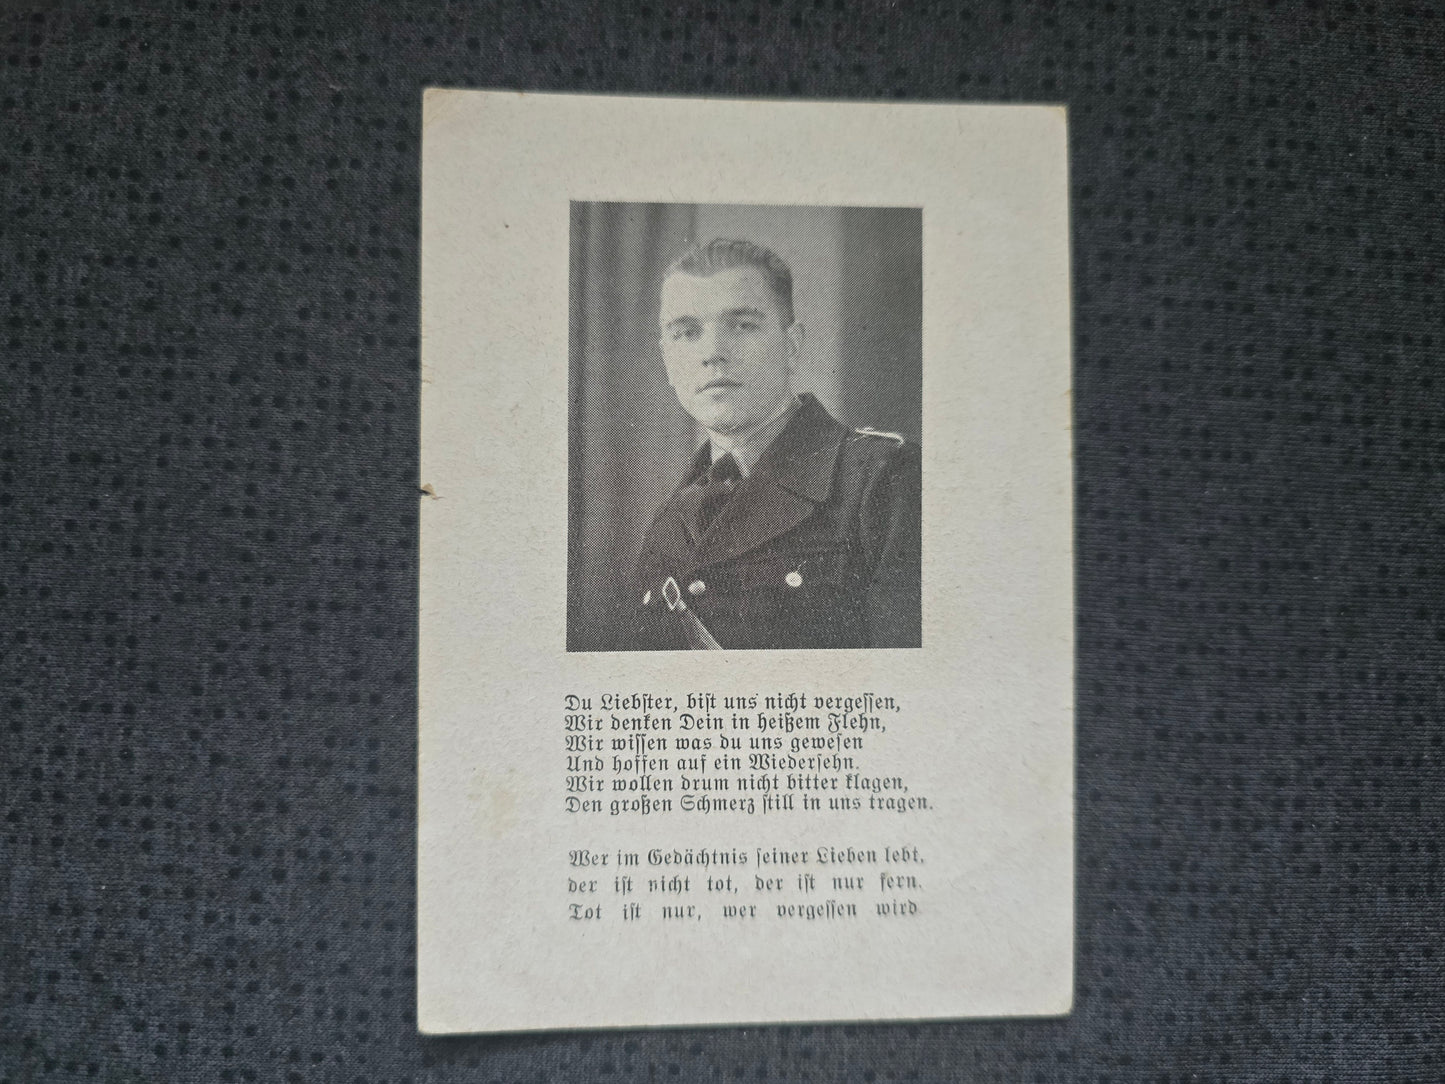 Du Liebster, bist uns nicht vergessen,
Wir denken Dein in heißem Flehn,
Wir wissen was du uns gewesen
Und hoffen auf ein Wiedersehn.
Wir wollen drum nicht bitter klagen,
Den großen Schmerz still in uns tragen.
Wer im Gedächtnis seiner Lieben lebt,
der ist nicht tot, der ist nur fern.
Tot ist nur, wer vergessen wird